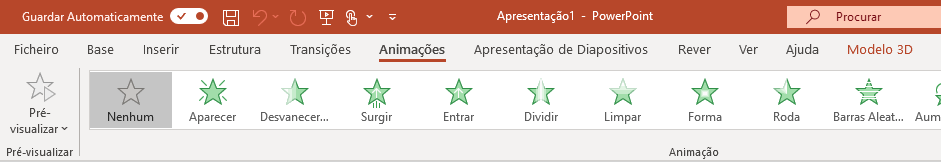 Guardar Automaticamente Apresentação1 - PowerPoint Procurar
Ficheiro Base Inserir Estrutura Transições Animações Apresentação de Diapositivos Rever Ver Ajuda Modelo 3D
Pré-
visualizar
Nenhum Aparecer Desvanecer... Surgir Entrar Dividir Limpar Forma Roda Barras Aleat... Aum
Pré-visualizar Animação